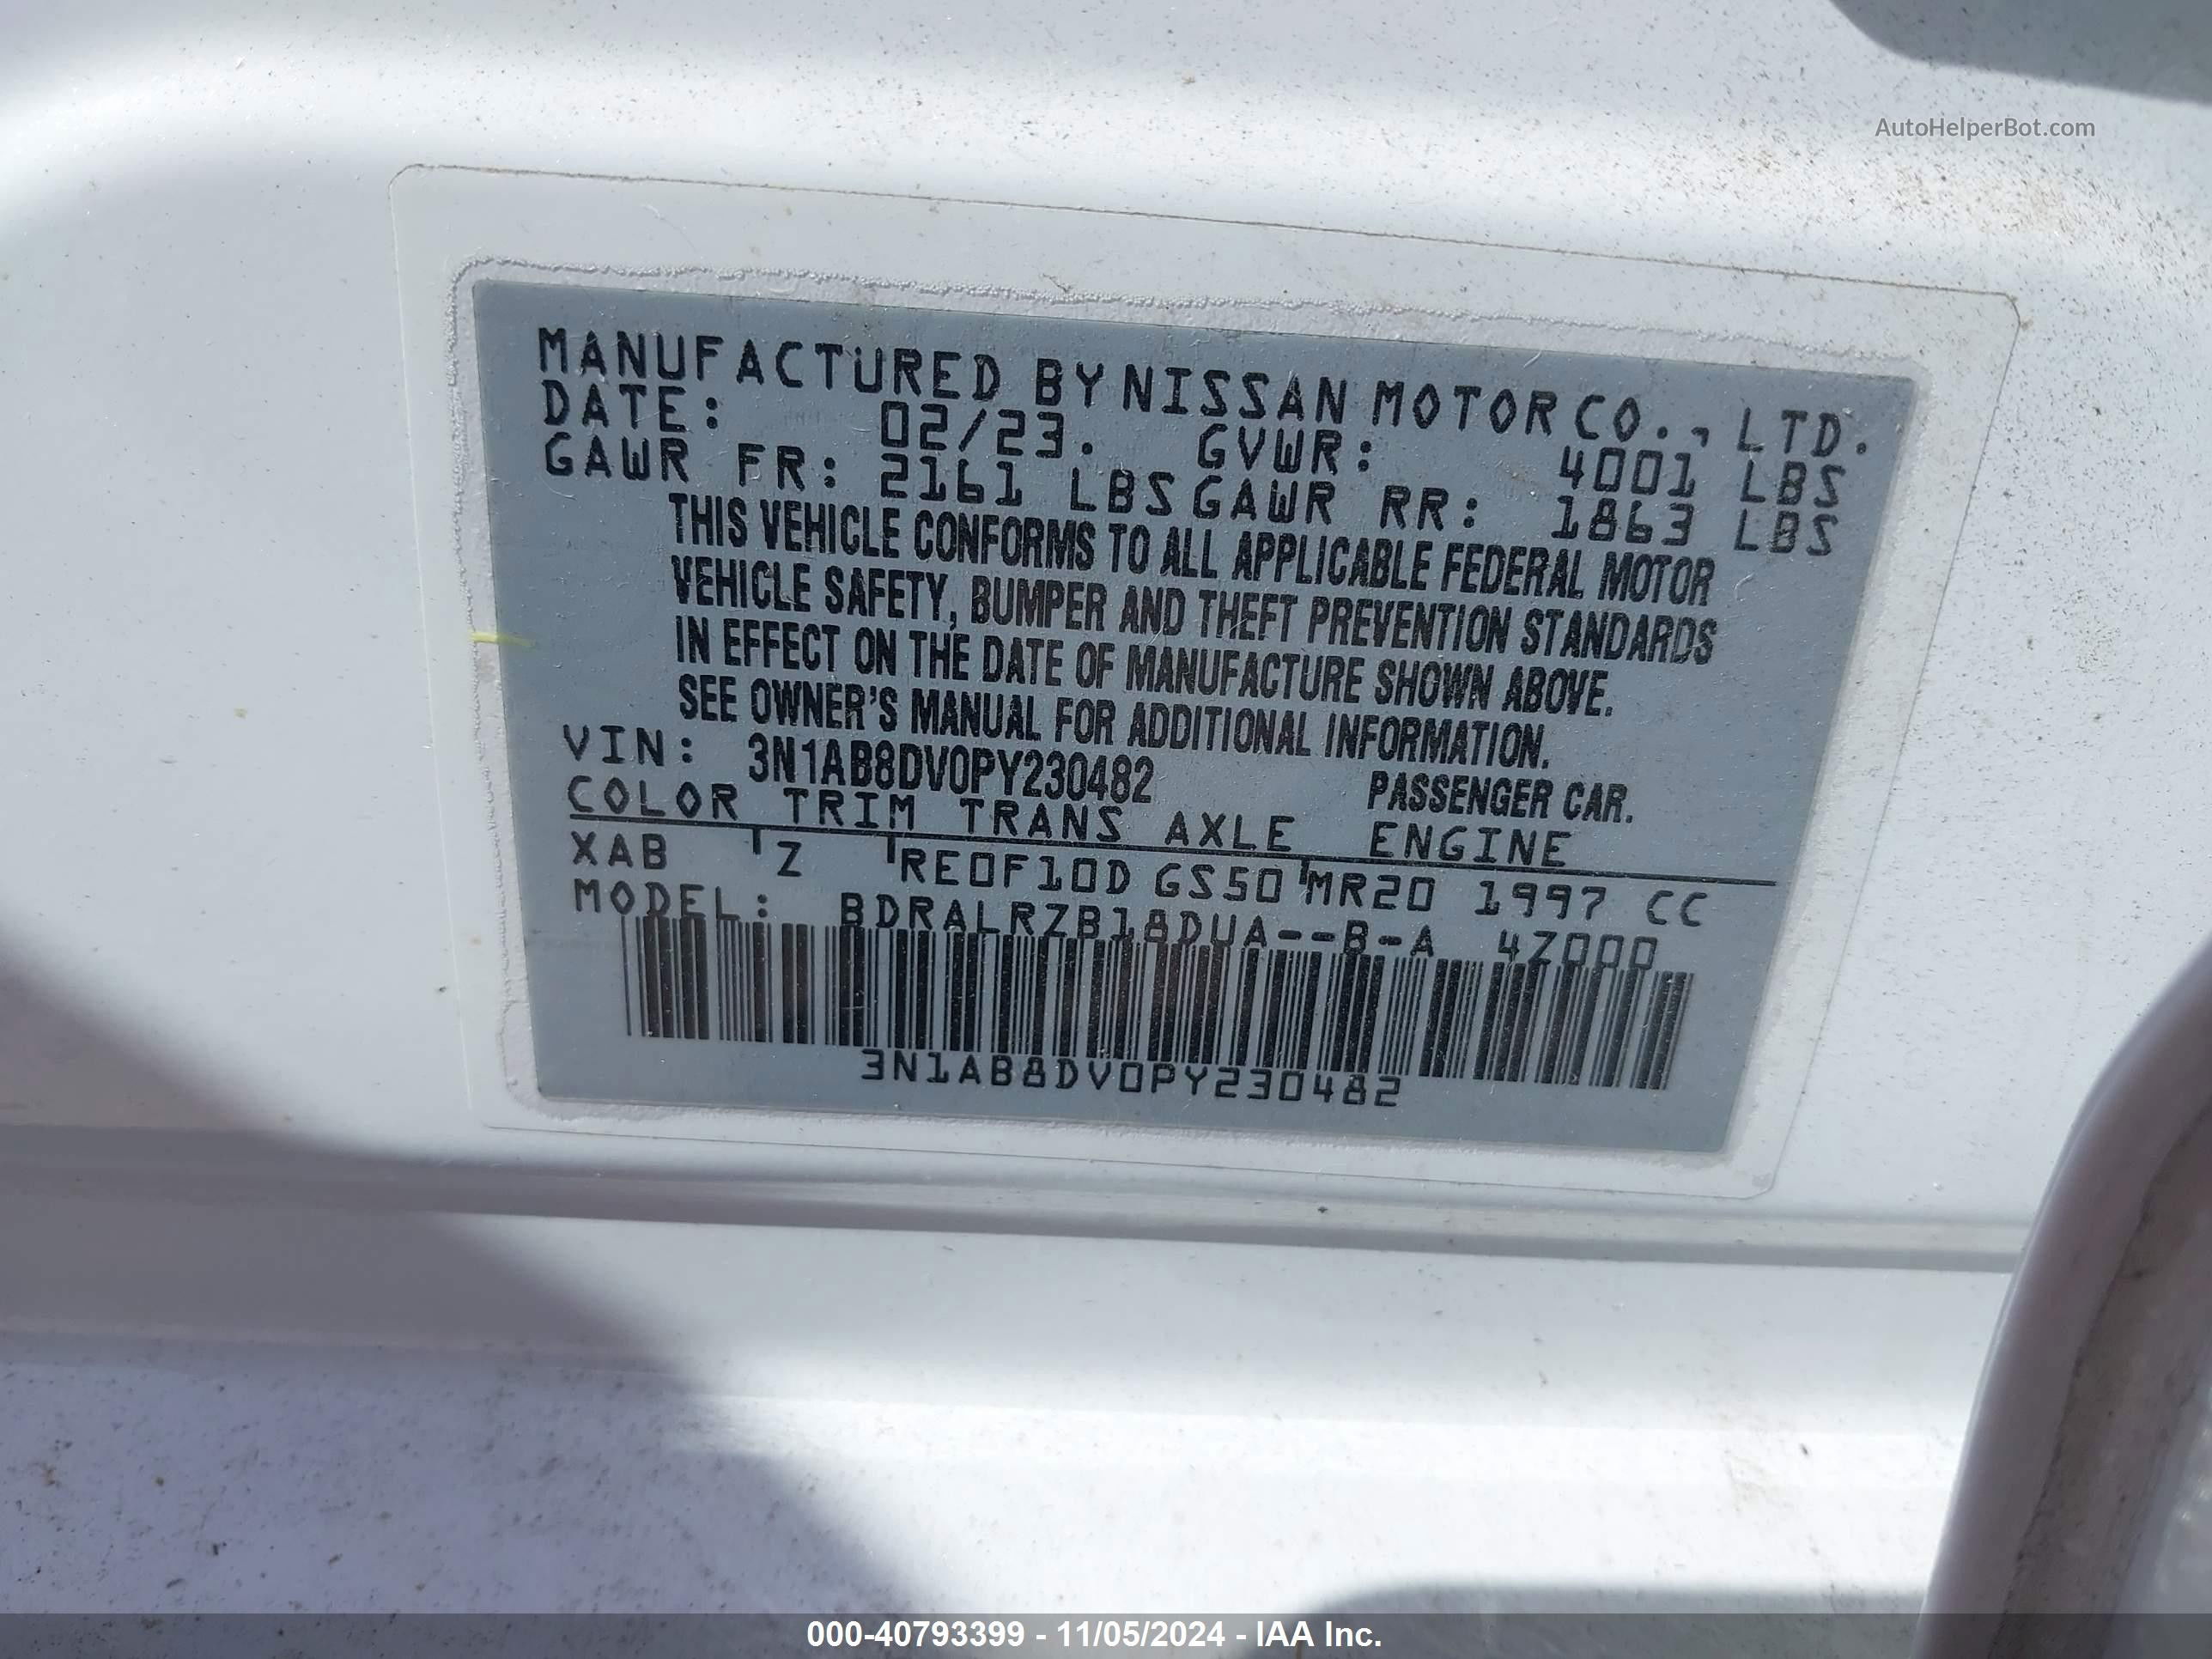 AutoHelperBot.com
MANUFACTURED BY NISSAN MOTOR CO., LTD.
DATE: 02/23. GVWR: 4001 LBS
GAWR FR: 2161 LBS GAWR RR: 1863 LBS
THIS VEHICLE CONFORMS TO ALL APPLICABLE FEDERAL MOTOR
VEHICLE SAFETY, BUMPER AND THEFT PREVENTION STANDARDS
IN EFFECT ON THE DATE OF MANUFACTURE SHOWN ABOVE.
SEE OWNER'S MANUAL FOR ADDITIONAL INFORMATION.
VIN: 3N1AB8DV0PY230482 PASSENGER CAR.
COLOR TRIM TRANS AXLE ENGINE
XAB Z RE0F10D GS50 MR20 1997 CC
MODEL: BDRALRZB18DUA--B-A 4Z000
3N1AB8DV0PY230482
000-40793399 - 11/05/2024 - IAA Inc.